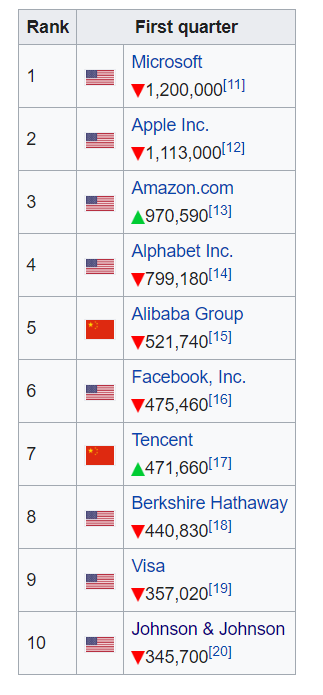 Rank First quarter
1 Microsoft
▼1,200,000[11]
2 Apple Inc.
▼1,113,000[12]
3 Amazon.com
▲970,590[13]
4 Alphabet Inc.
▼799,180[14]
5 Alibaba Group
▼521,740[15]
6 Facebook, Inc.
▼475,460[16]
7 Tencent
▲471,660[17]
8 Berkshire Hathaway
▼440,830[18]
9 Visa
▼357,020[19]
10 Johnson & Johnson
▼345,700[20]